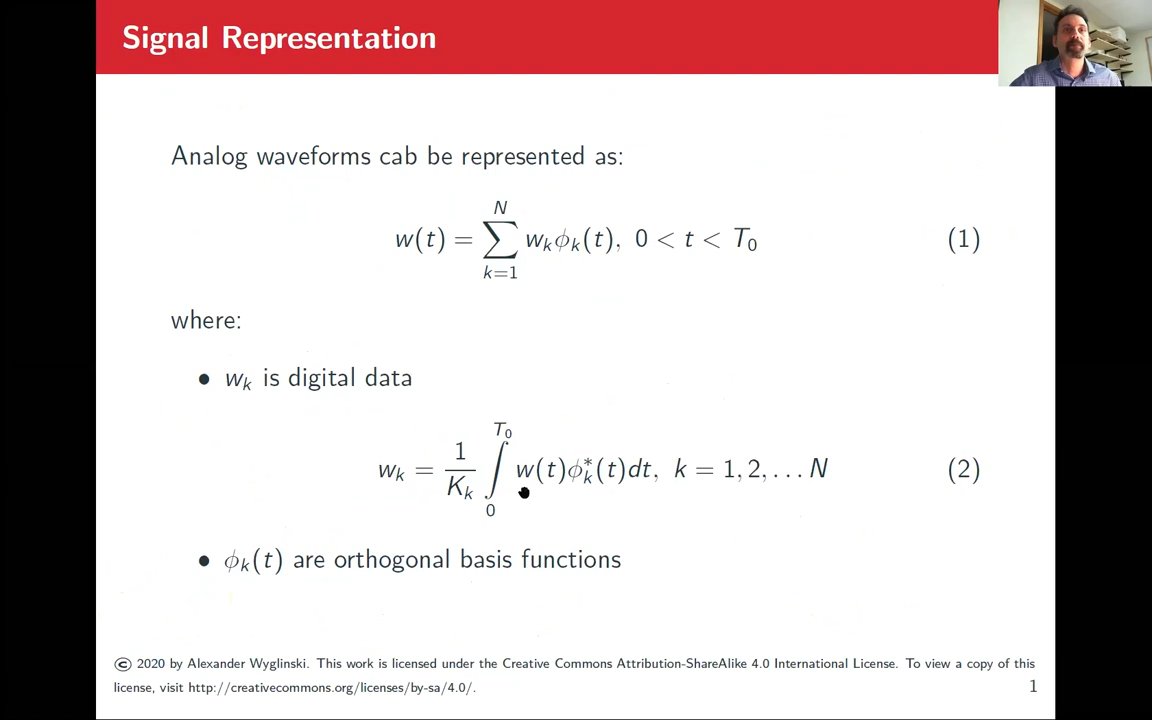 Signal Representation
Analog waveforms cab be represented as:
w(t) = \sum_{k=1}^{N} w_k ϕ_k(t), 0 < t < T_0 (1)
where:
• w_k is digital data
w_k = \frac{1}{K_k} \int_0^{T_0} w(t)ϕ_k^*(t)dt, k = 1, 2, . . . N (2)
• ϕ_k(t) are orthogonal basis functions
© 2020 by Alexander Wyglinski. This work is licensed under the Creative Commons Attribution-ShareAlike 4.0 International License. To view a copy of this
license, visit http://creativecommons.org/licenses/by-sa/4.0/.
1